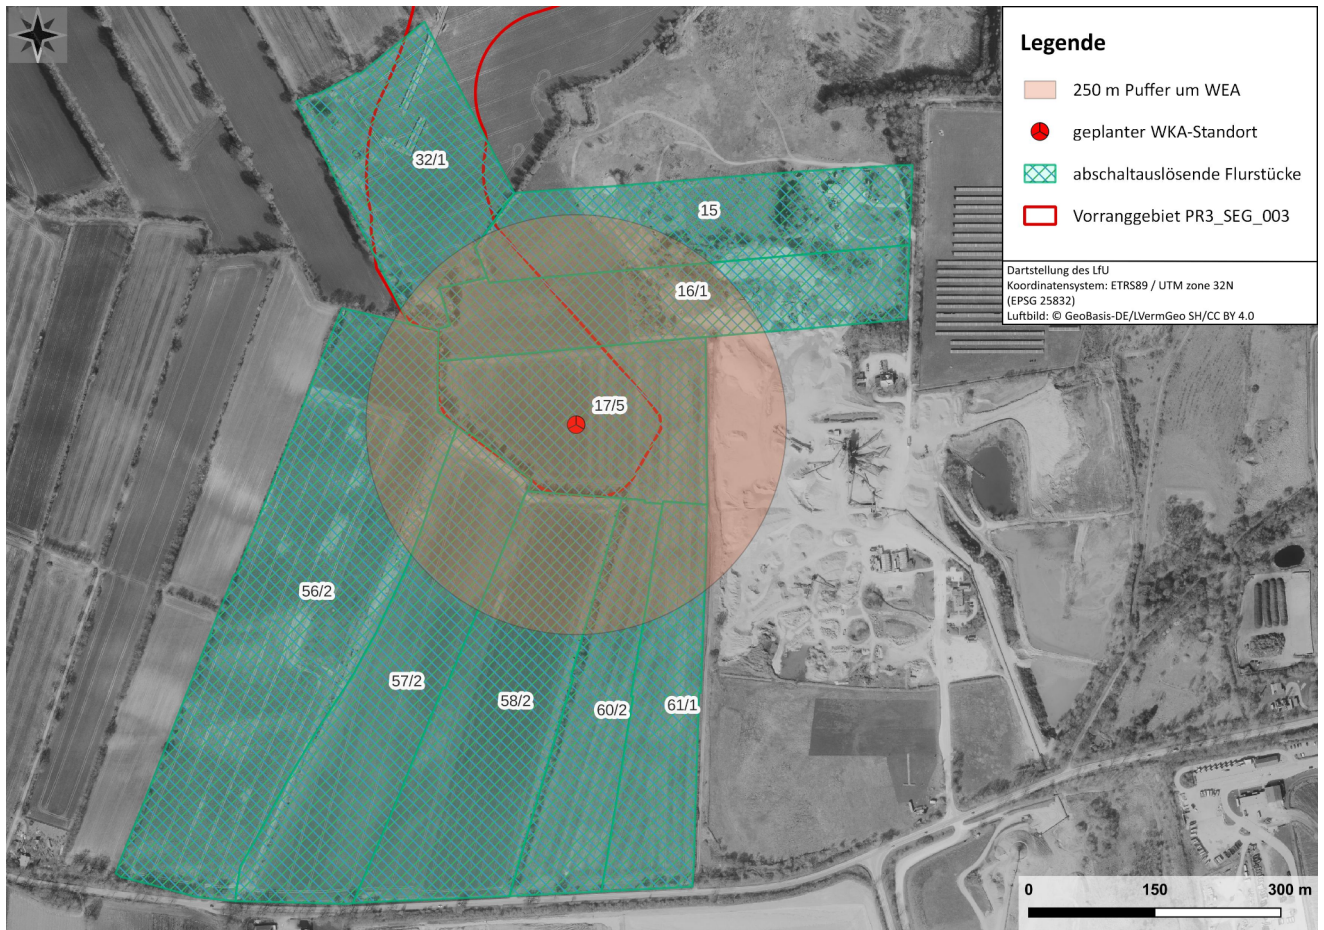 Legende
250 m Puffer um WEA
geplanter WKA-Standort
abschaltauslösende Flurstücke
Vorranggebiet PR3_SEG_003
Dartstellung des LfU
Koordinatensystem: ETRS89 / UTM zone 32N
(EPSG 25832)
Luftbild: © GeoBasis-DE/LVermGeo SH/CC BY 4.0
32/1
15
16/1
17/5
56/2
57/2
58/2
60/2
61/1
0 150 300 m